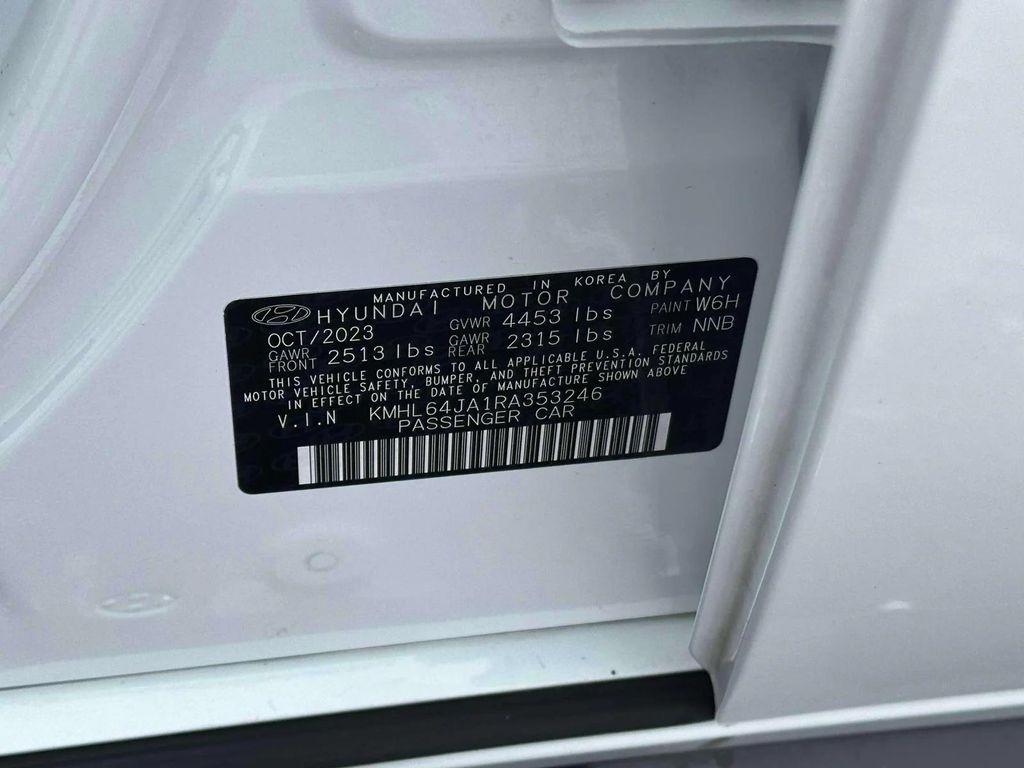 MANUFACTURED IN KOREA BY
HYUNDAI MOTOR COMPANY
OCT/2023 GVWR 4453 lbs PAINT W6H
GAWR FRONT 2513 lbs GAWR REAR 2315 lbs TRIM NNB
THIS VEHICLE CONFORMS TO ALL APPLICABLE U.S.A. FEDERAL
MOTOR VEHICLE SAFETY, BUMPER, AND THEFT PREVENTION STANDARDS
IN EFFECT ON THE DATE OF MANUFACTURE SHOWN ABOVE
V.I.N KMHL64JA1RA353246
PASSENGER CAR